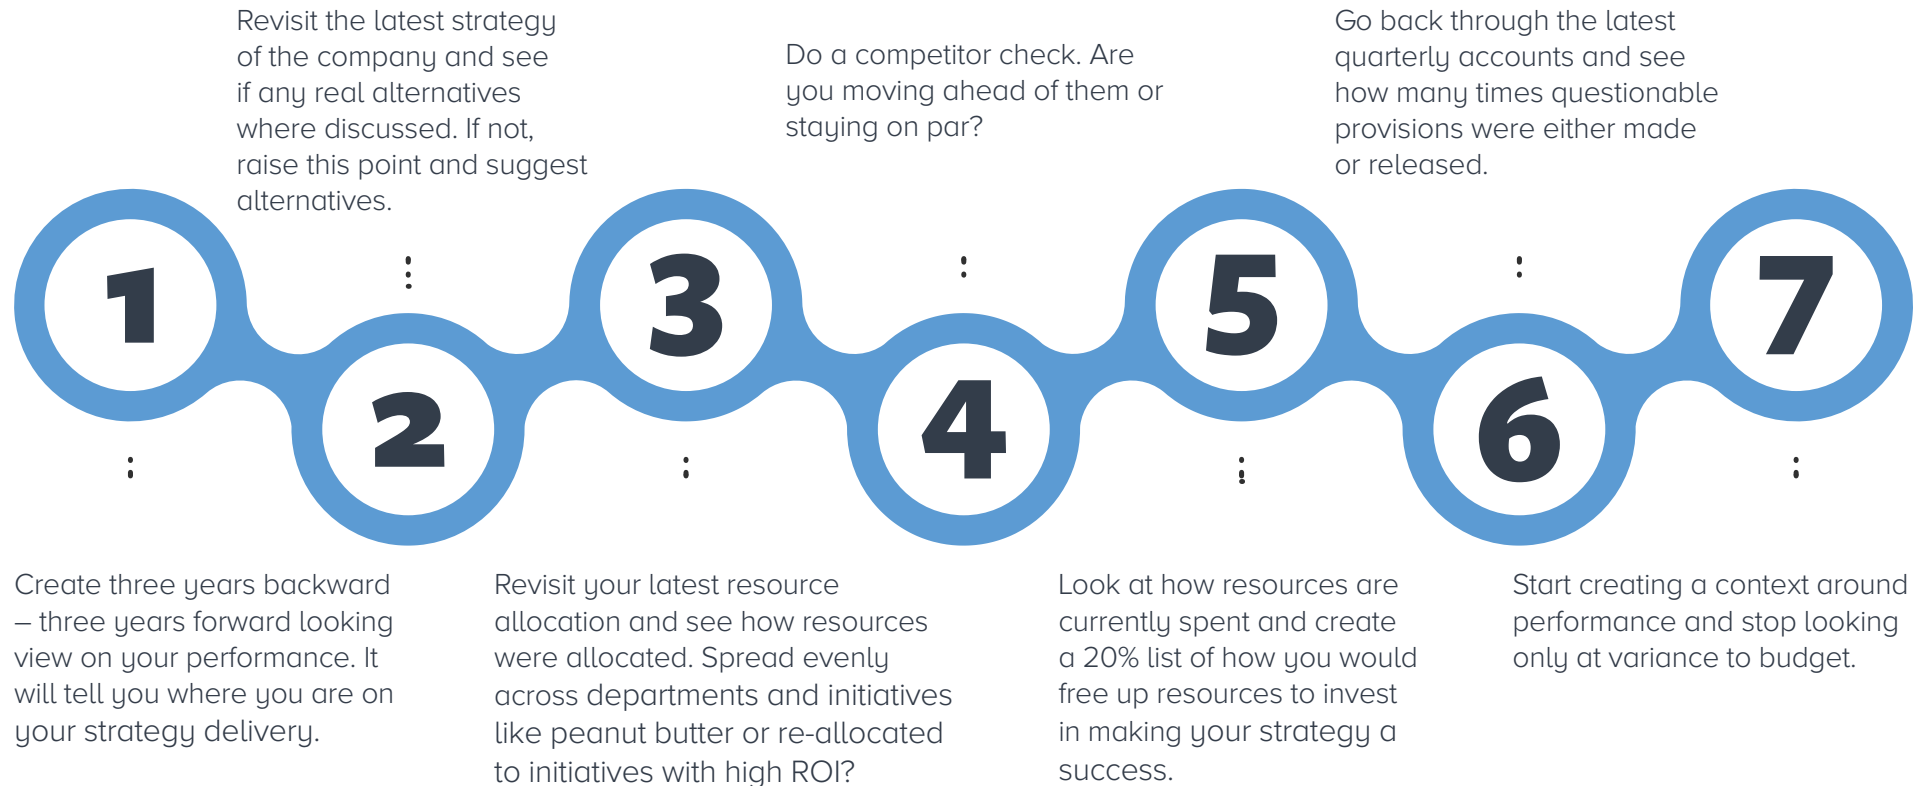 1
Create three years backward
– three years forward looking
view on your performance. It
will tell you where you are on
your strategy delivery.
2
Revisit the latest strategy
of the company and see
if any real alternatives
where discussed. If not,
raise this point and suggest
alternatives.
3
Revisit your latest resource
allocation and see how resources
were allocated. Spread evenly
across departments and initiatives
like peanut butter or re-allocated
to initiatives with high ROI?
4
Do a competitor check. Are
you moving ahead of them or
staying on par?
5
Look at how resources are
currently spent and create
a 20% list of how you would
free up resources to invest
in making your strategy a
success.
6
Go back through the latest
quarterly accounts and see
how many times questionable
provisions were either made
or released.
7
Start creating a context around
performance and stop looking
only at variance to budget.